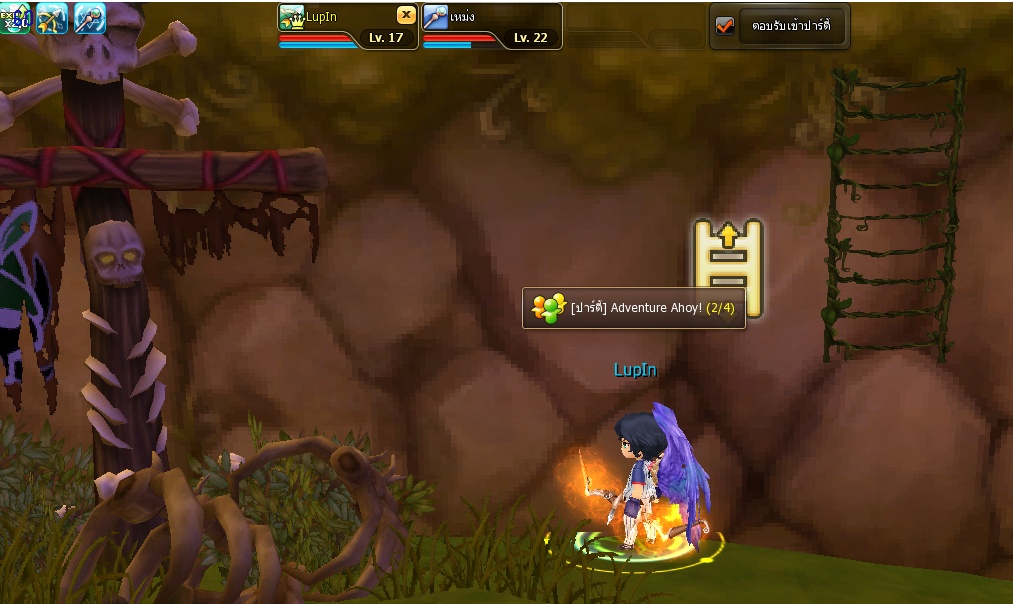 LupIn
Lv. 17
เหม่ง
Lv. 22
ตอบรับเข้าปาร์ตี้
[ปาร์ตี้] Adventure Ahoy! (2/4)
LupIn